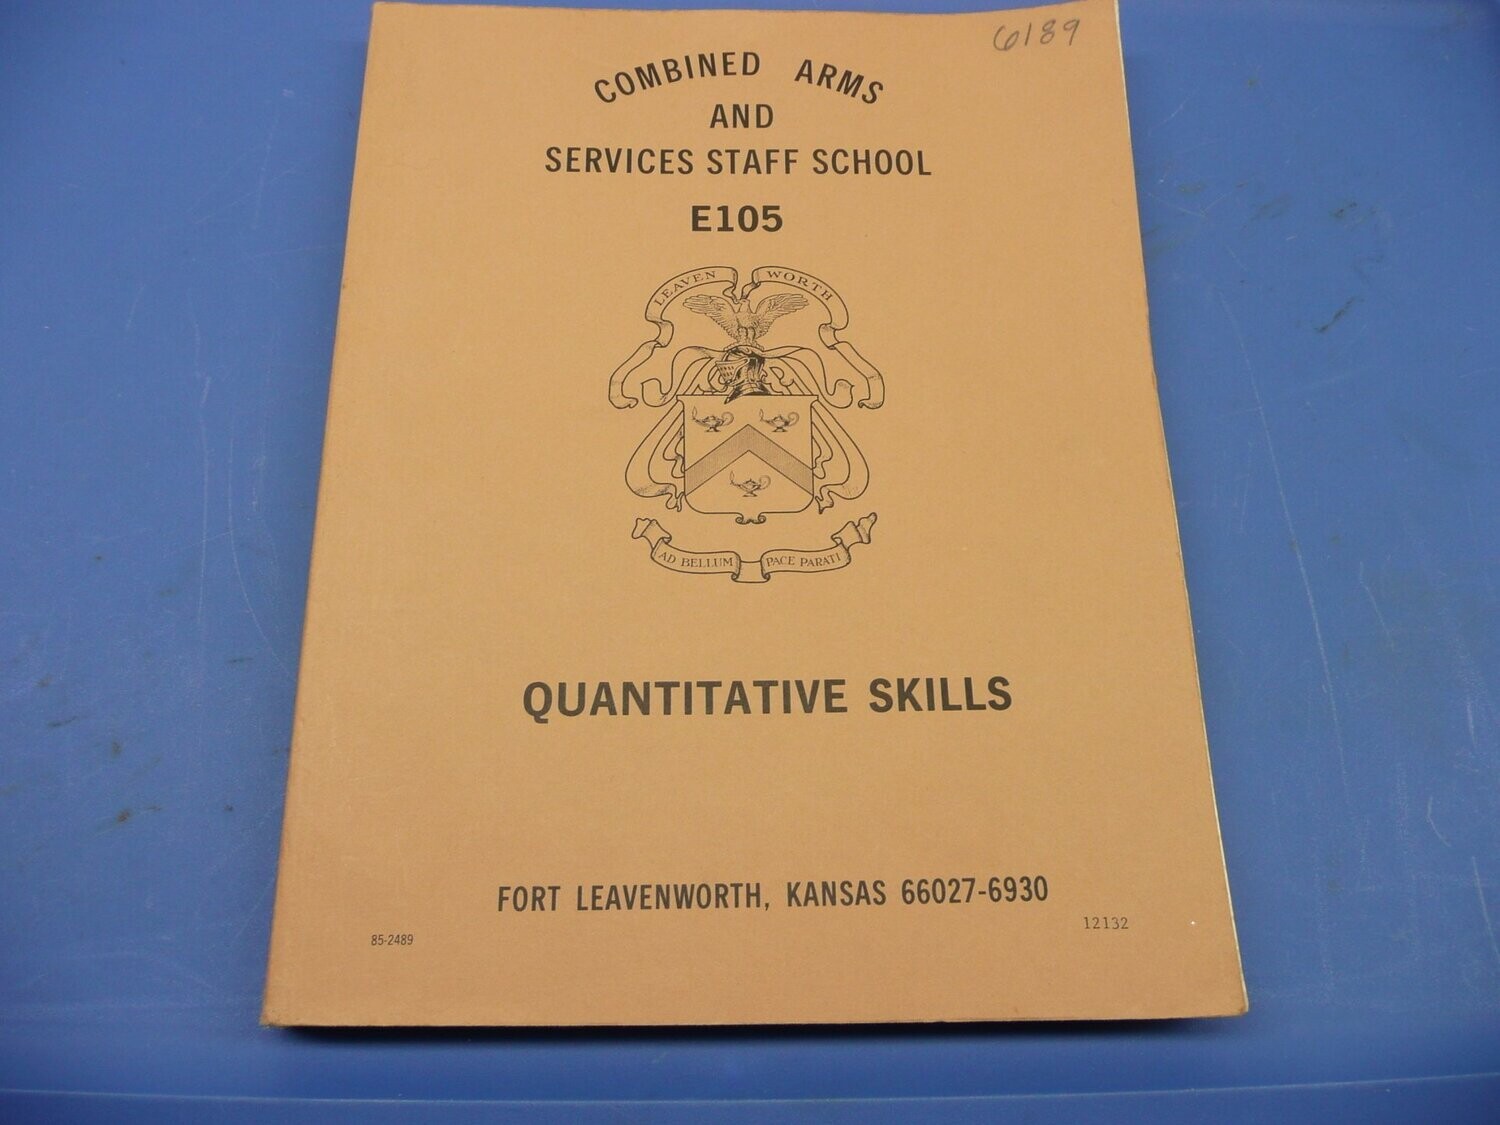 6189
COMBINED ARMS
AND
SERVICES STAFF SCHOOL
E105
LEAVEN WORTH
AD BELLUM PACE PARATI
QUANTITATIVE SKILLS
FORT LEAVENWORTH, KANSAS 66027-6930
12132
85-2489